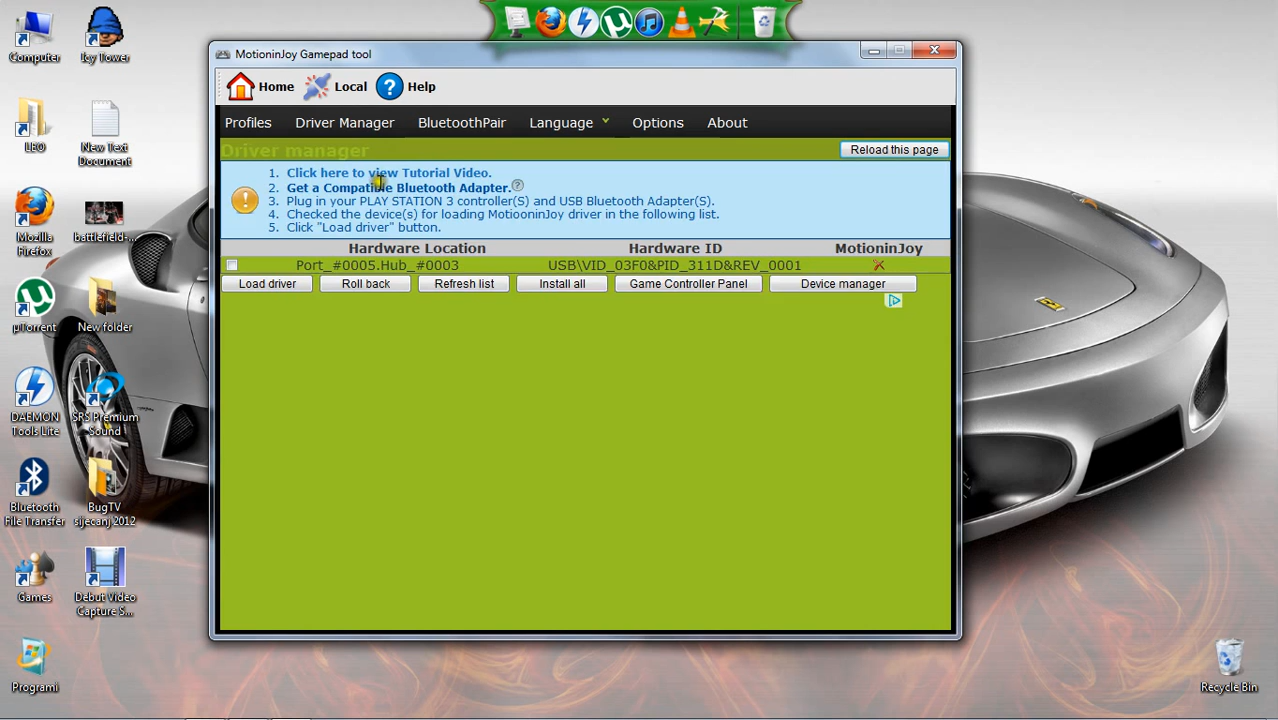 Computer
Icy Tower
LEO
New Text
Document
Mozilla
Firefox
battlefield-...
µTorrent
New folder
DAEMON
Tools Lite
SRS Premium
Sound
Bluetooth
File Transfer
BugTV
sijecanj 2012
Games
Debut Video
Capture S...
Programi
MotioninJoy Gamepad tool
Home
Local
Help
Profiles
Driver Manager
BluetoothPair
Language
Options
About
Driver manager
Reload this page
1. Click here to view Tutorial Video.
2. Get a Compatible Bluetooth Adapter.
3. Plug in your PLAY STATION 3 controller(S) and USB Bluetooth Adapter(S).
4. Checked the device(s) for loading MotiooninJoy driver in the following list.
5. Click "Load driver" button.
Hardware Location Hardware ID MotioninJoy
Port_#0005.Hub_#0003 USB\VID_03F0&PID_311D&REV_0001
Load driver
Roll back
Refresh list
Install all
Game Controller Panel
Device manager
Recycle Bin